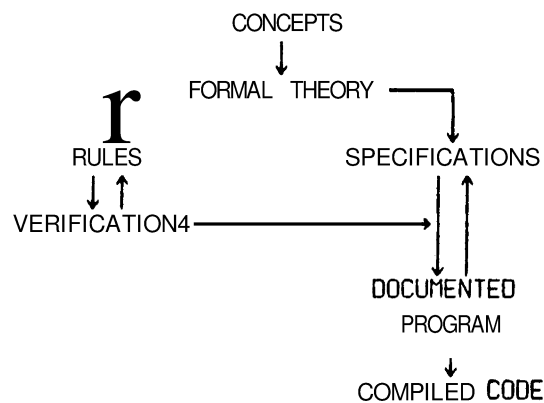 CONCEPTS
FORMAL THEORY
r
RULES
SPECIFICATIONS
VERIFICATION4
DOCUMENTED
PROGRAM
COMPILED CODE